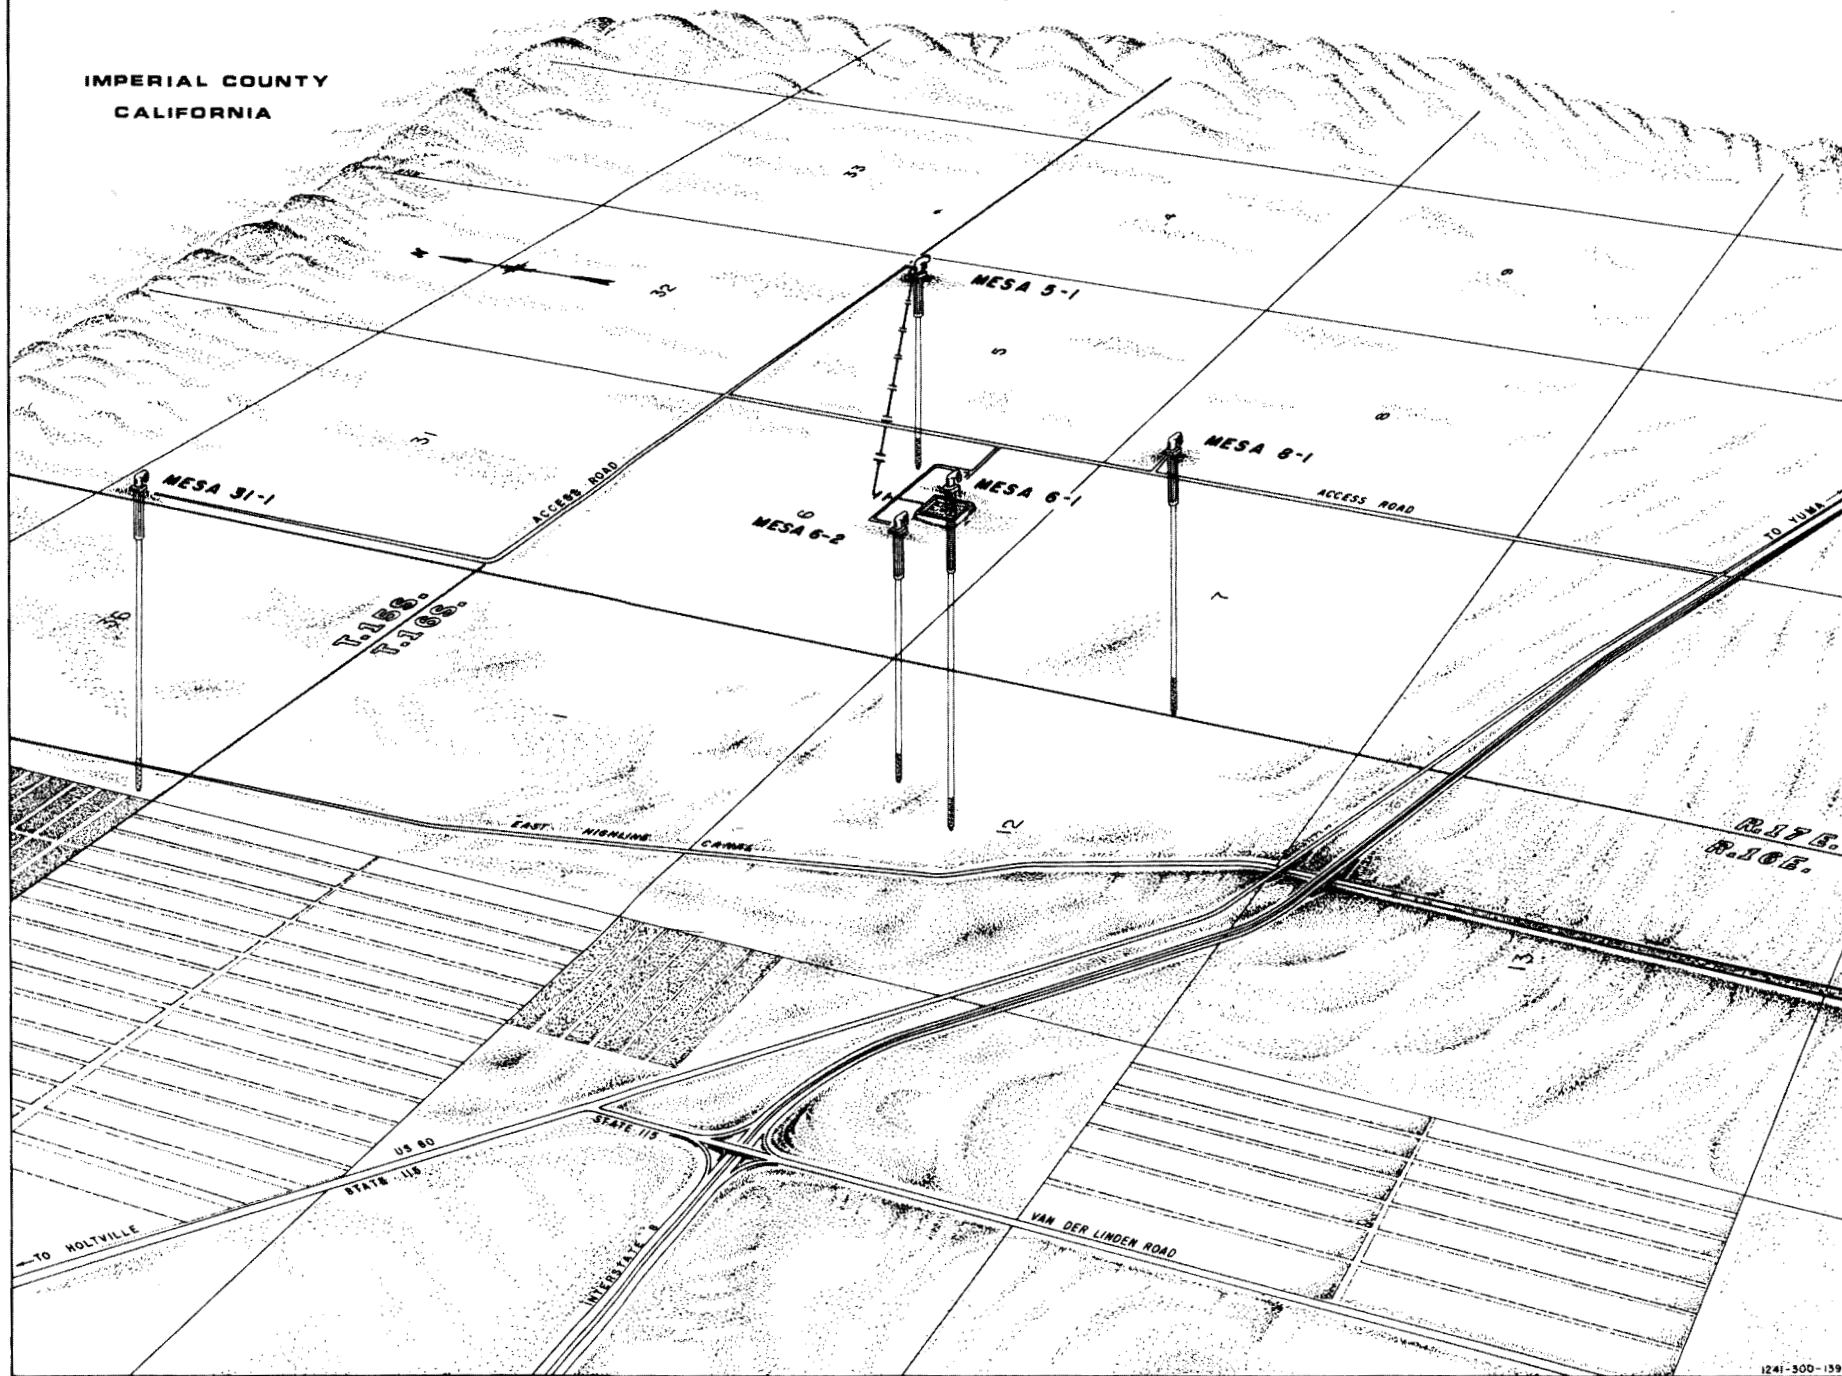 IMPERIAL COUNTY
CALIFORNIA
33
4
N
9
32
MESA 5-1
5
8
31
MESA 8-1
MESA 31-1
ACCESS ROAD
MESA 6-1
6
MESA 6-2
ACCESS ROAD
TO YUMA
36
T.15S.
T.16S.
7
R.17E.
R.16E.
EAST HIGHLINE CANAL
12
13
US 80
STATE 115
STATE 115
TO HOLTVILLE
INTERSTATE 8
VAN DER LINDEN ROAD
1241-300-139